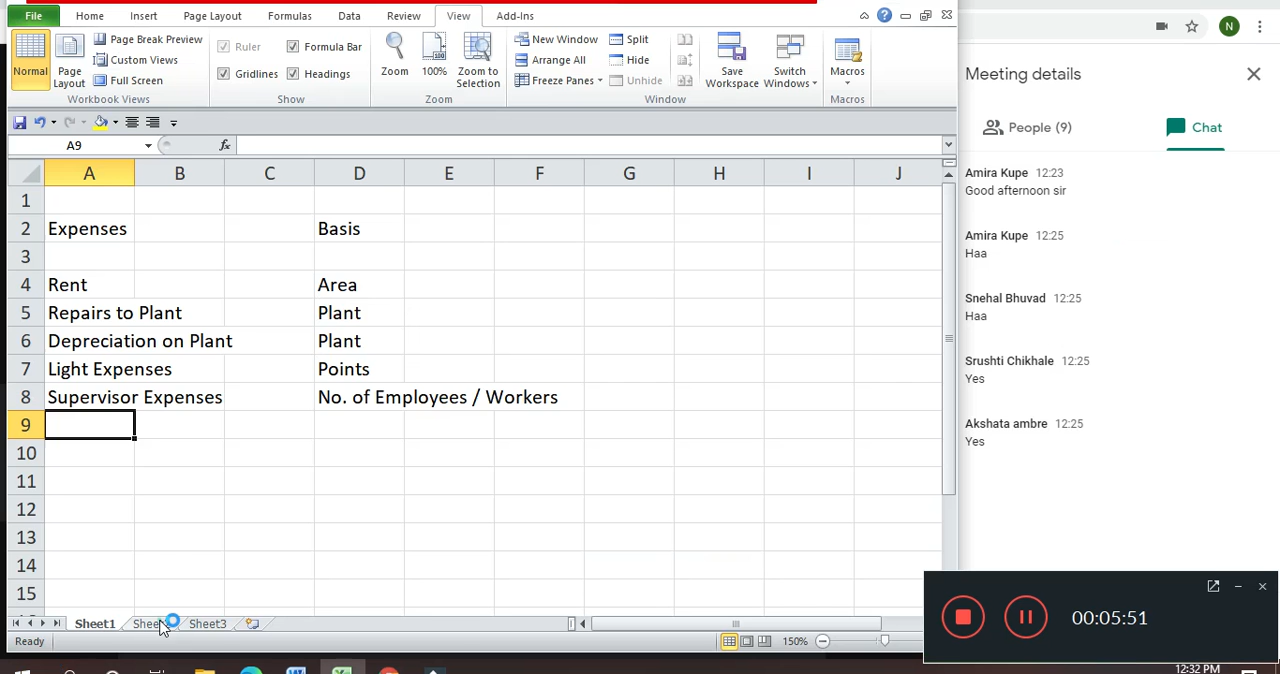 File Home Insert Page Layout Formulas Data Review View Add-Ins
Normal
Page Layout
Page Break Preview
Custom Views
Full Screen
Workbook Views
Ruler
Formula Bar
Gridlines
Headings
Show
Zoom
100%
Zoom to Selection
Zoom
New Window
Arrange All
Freeze Panes
Split
Hide
Unhide
Save Workspace
Switch Windows
Window
Macros
Macros
A9
fx
A B C D E F G H I J
1
2 Expenses Basis
3
4 Rent Area
5 Repairs to Plant Plant
6 Depreciation on Plant Plant
7 Light Expenses Points
8 Supervisor Expenses No. of Employees / Workers
9
10
11
12
13
14
15
Sheet1 Sheet3
Ready 150%
N
Meeting details
People (9) Chat
Amira Kupe 12:23
Good afternoon sir
Amira Kupe 12:25
Haa
Snehal Bhuvad 12:25
Haa
Srushti Chikhale 12:25
Yes
Akshata ambre 12:25
Yes
00:05:51
12:32 PM